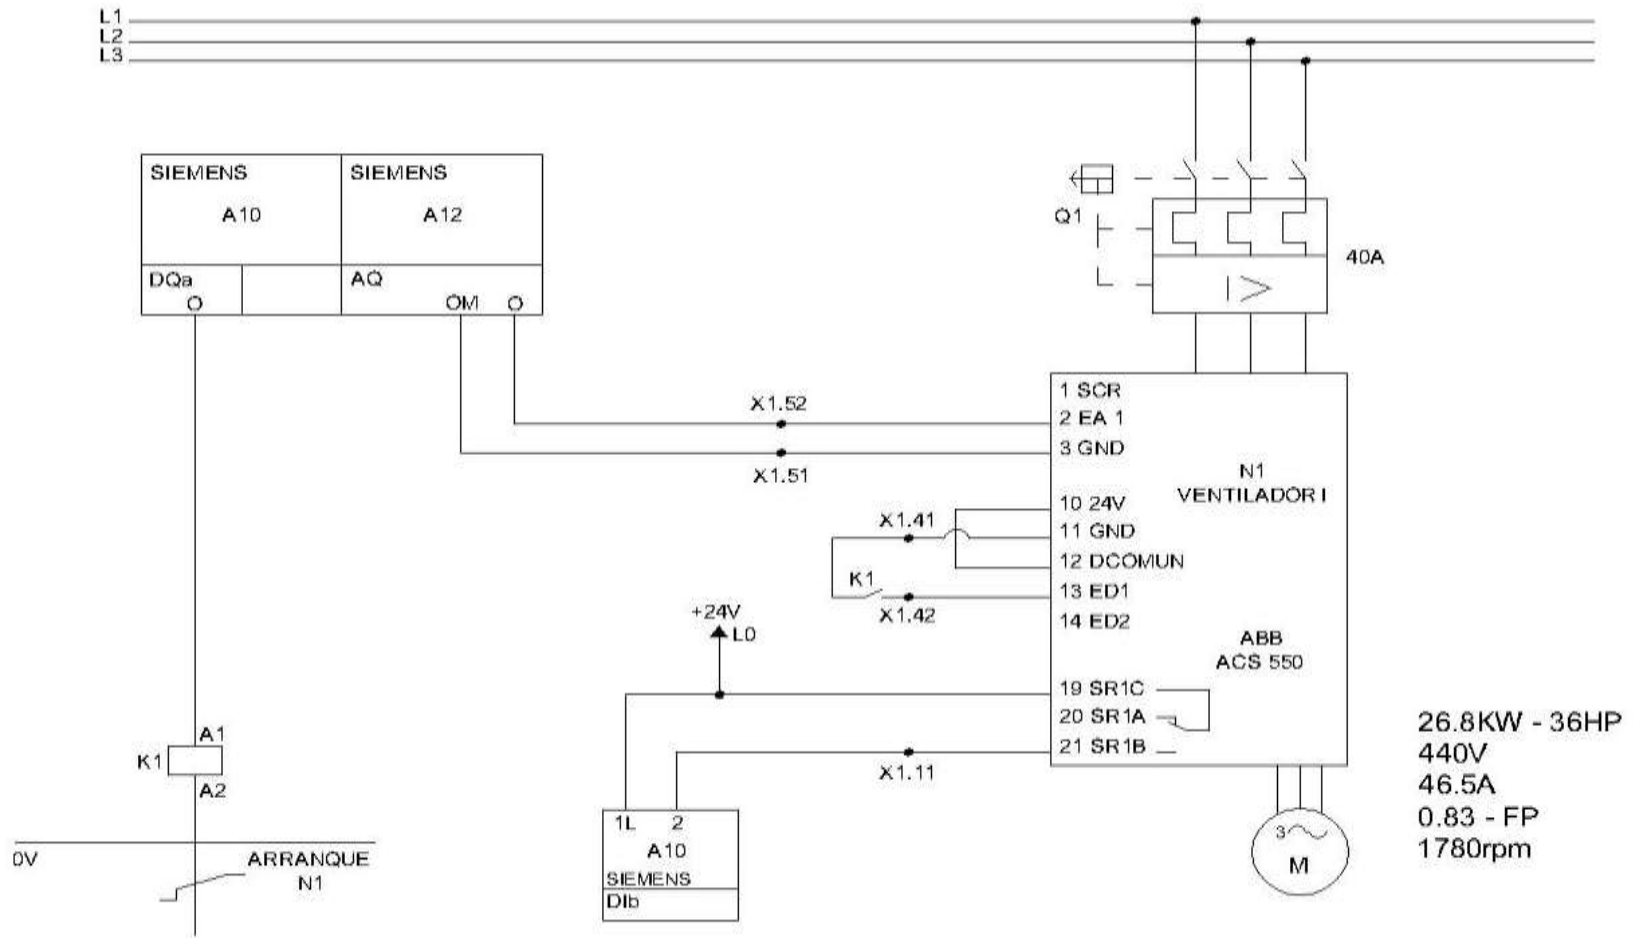 L1
L2
L3
SIEMENS
A10
SIEMENS
A12
DQa
O
AQ
OM O
Q1
40A
I >
1 SCR
2 EA 1
3 GND
10 24V
11 GND
12 DCOMUN
13 ED1
14 ED2
19 SR1C
20 SR1A
21 SR1B
N1
VENTILADOR I
ABB
ACS 550
X1.52
X1.51
X1.41
K1
X1.42
+24V
L0
X1.11
A1
K1
A2
0V
ARRANQUE
N1
1L 2
A10
SIEMENS
DIb
3
M
26.8KW - 36HP
440V
46.5A
0.83 - FP
1780rpm